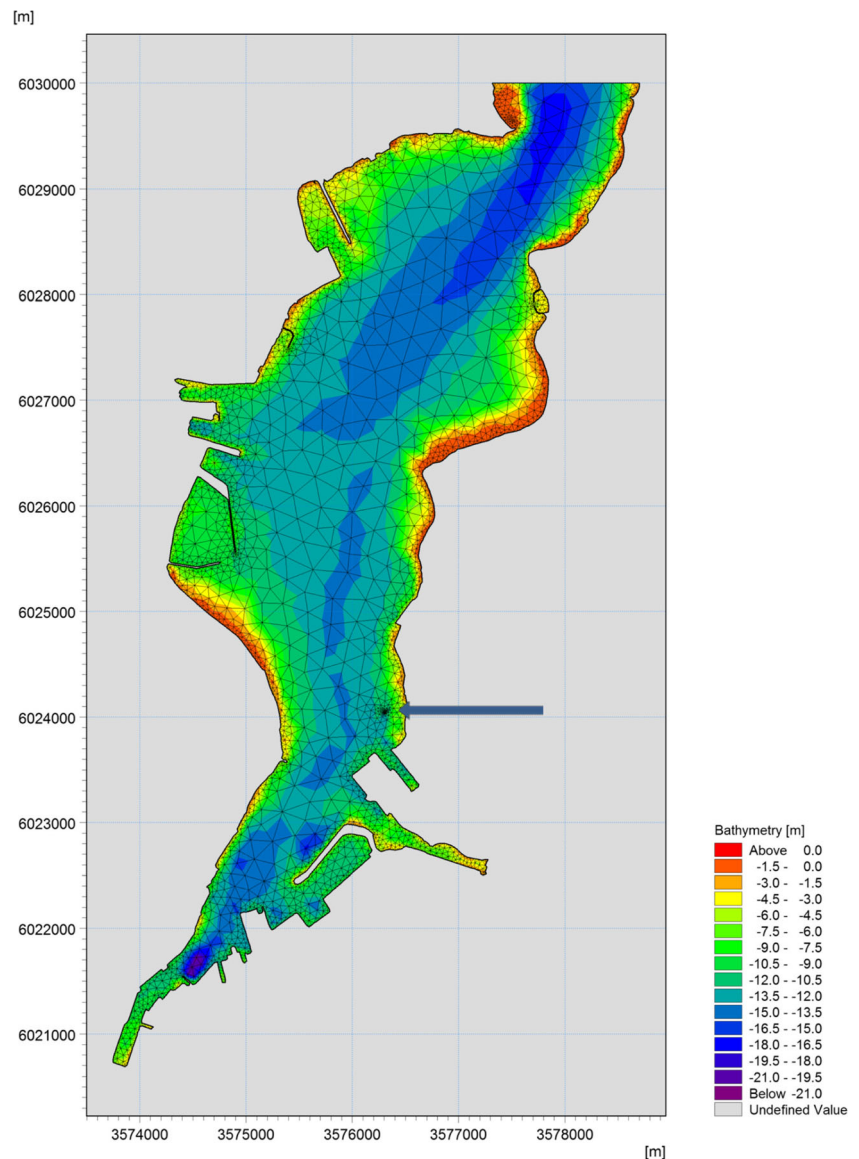 [m]
6030000
6029000
6028000
6027000
6026000
6025000
6024000
6023000
6022000
6021000
3574000 3575000 3576000 3577000 3578000
[m]
Bathymetry [m]
Above 0.0
-1.5 - 0.0
-3.0 - -1.5
-4.5 - -3.0
-6.0 - -4.5
-7.5 - -6.0
-9.0 - -7.5
-10.5 - -9.0
-12.0 - -10.5
-13.5 - -12.0
-15.0 - -13.5
-16.5 - -15.0
-18.0 - -16.5
-19.5 - -18.0
-21.0 - -19.5
Below -21.0
Undefined Value